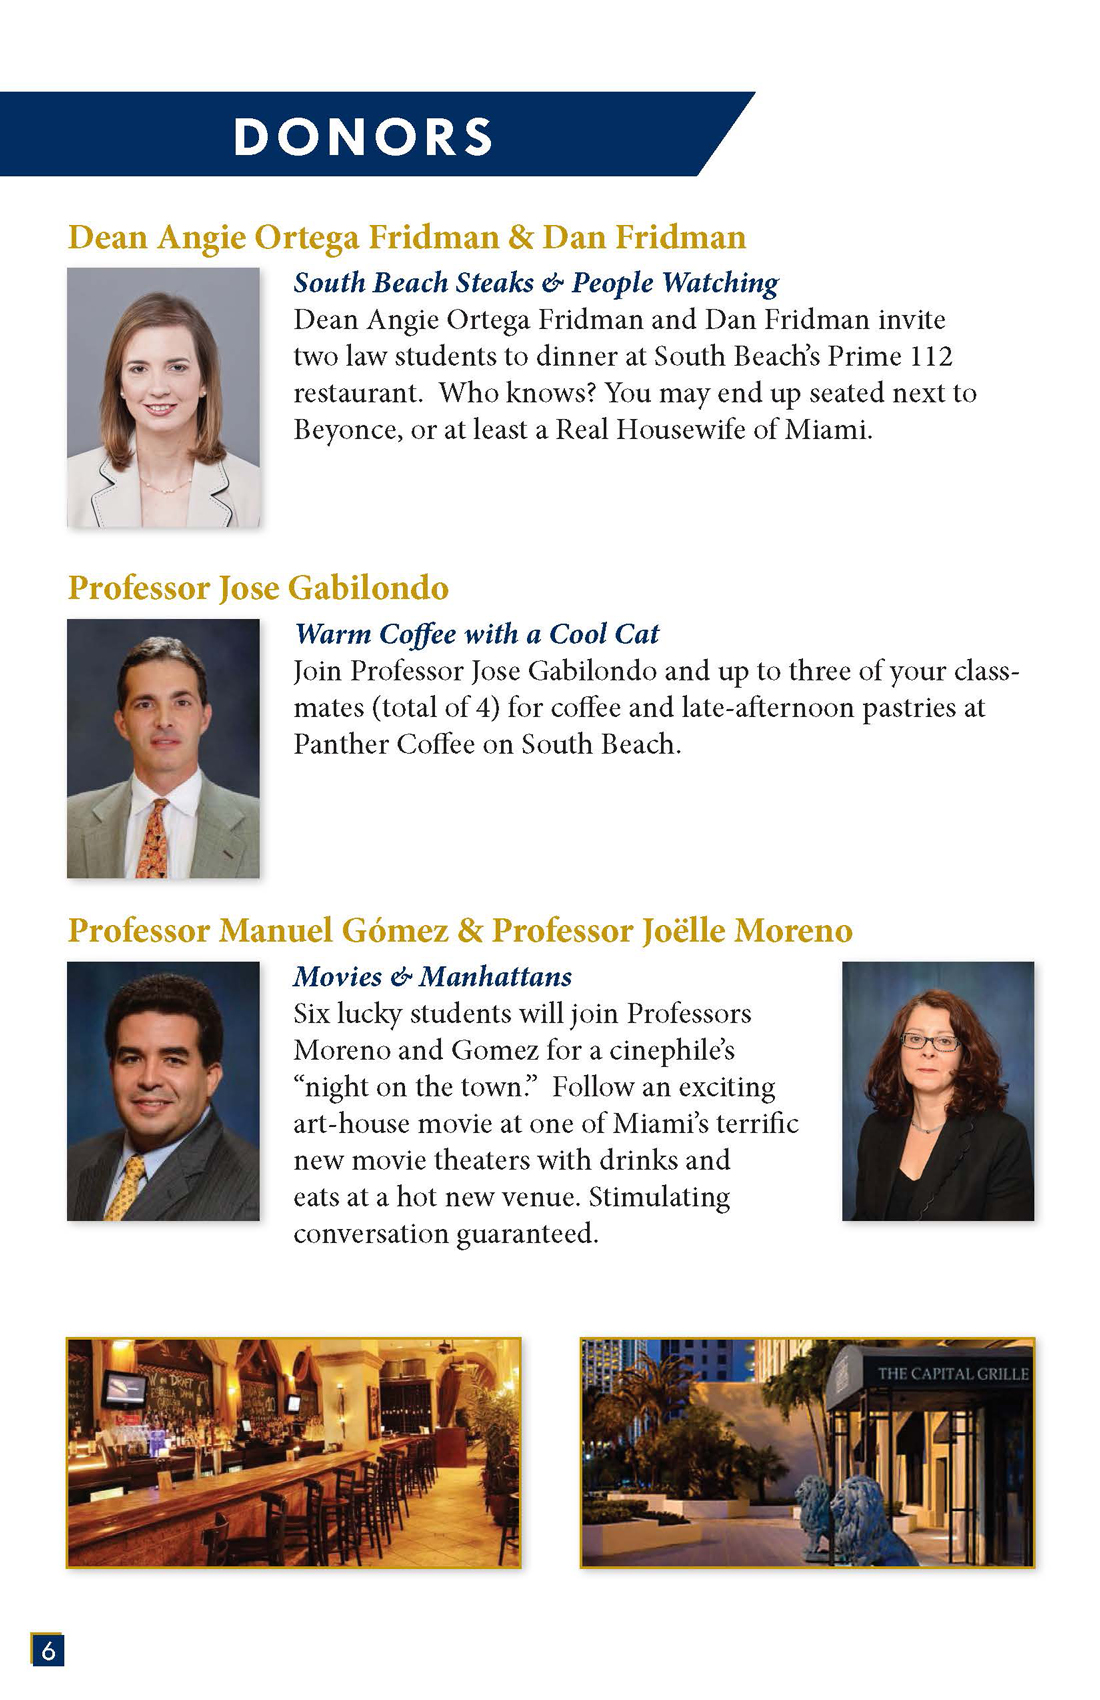 DONORS
Dean Angie Ortega Fridman & Dan Fridman
South Beach Steaks & People Watching
Dean Angie Ortega Fridman and Dan Fridman invite
two law students to dinner at South Beach’s Prime 112
restaurant.  Who knows? You may end up seated next to
Beyonce, or at least a Real Housewife of Miami.
Professor Jose Gabilondo
Warm Coffee with a Cool Cat
Join Professor Jose Gabilondo and up to three of your class-
mates (total of 4) for coffee and late-afternoon pastries at
Panther Coffee on South Beach.
Professor Manuel Gómez & Professor Joëlle Moreno
Movies & Manhattans
Six lucky students will join Professors
Moreno and Gomez for a cinephile’s
“night on the town.”  Follow an exciting
art-house movie at one of Miami’s terrific
new movie theaters with drinks and
eats at a hot new venue. Stimulating
conversation guaranteed.
ON DRAFT
THE CAPITAL GRILLE
6